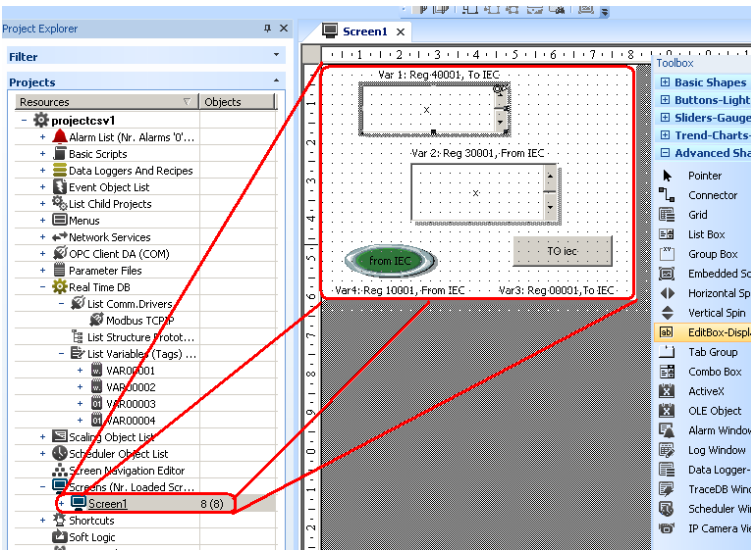 Project Explorer
Filter
Projects
Resources
Objects
projectcsv1
Alarm List (Nr. Alarms '0'...
Basic Scripts
Data Loggers And Recipes
Event Object List
List Child Projects
Menus
Network Services
OPC Client DA (COM)
Parameter Files
Real Time DB
List Comm.Drivers
Modbus TCPIP
List Structure Protot...
List Variables (Tags) ...
VAR00001
VAR00002
VAR00003
VAR00004
Scaling Object List
Scheduler Object List
Screen Navigation Editor
Screens (Nr. Loaded Scr...
Screen1 8 (8)
Shortcuts
Soft Logic
Screen1
Var 1: Reg 40001, To IEC
x
Var 2: Reg 30001, From IEC
x
from IEC
TO iec
Var4: Reg 10001, From IEC
Var3: Reg 00001,To IEC
Toolbox
Basic Shapes
Buttons-Light
Sliders-Gauge
Trend-Charts-
Advanced Sha
Pointer
Connector
Grid
List Box
Group Box
Embedded Sc
Horizontal Sp
Vertical Spin
EditBox-Displ
Tab Group
Combo Box
ActiveX
OLE Object
Alarm Window
Log Window
Data Logger-
TraceDB Wind
Scheduler Wi
IP Camera Vie